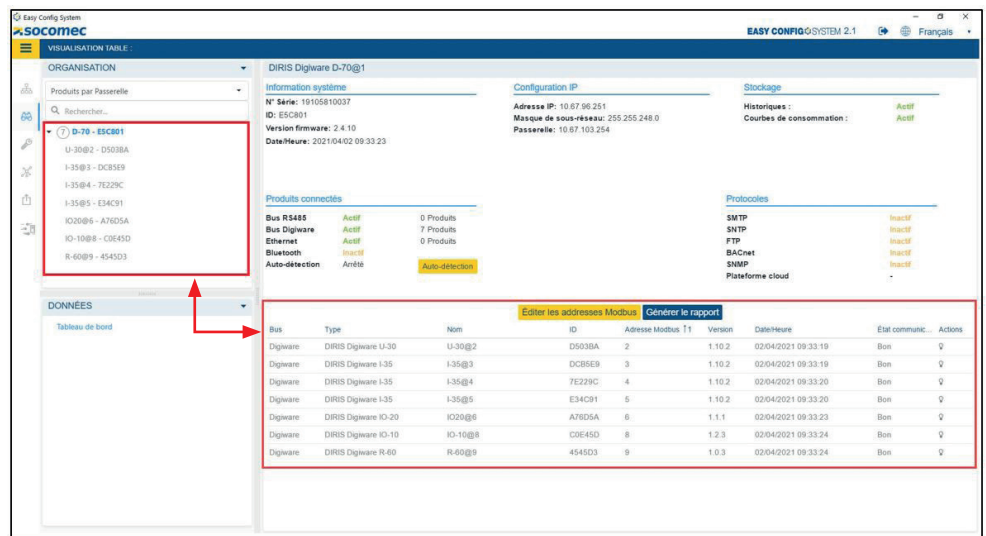 Easy Config System
socomec
EASY CONFIG SYSTEM 2.1 Français
VISUALISATION TABLE :
ORGANISATION
Produits par Passerelle
Rechercher...
7 D-70 - E5C801
U-30@2 - D503BA
I-35@3 - DCB5E9
I-35@4 - 7E229C
I-35@5 - E34C91
IO20@6 - A76D5A
IO-10@8 - C0E45D
R-60@9 - 4545D3
DONNÉES
Tableau de bord
DIRIS Digiware D-70@1
Information système
N° Série: 19105810037
ID: E5C801
Version firmware: 2.4.10
Date/Heure: 2021/04/02 09:33:23
Configuration IP
Adresse IP: 10.67.96.251
Masque de sous-réseau: 255.255.248.0
Passerelle: 10.67.103.254
Stockage
Historiques : Actif
Courbes de consommation : Actif
Produits connectés
Bus RS485 Actif 0 Produits
Bus Digiware Actif 7 Produits
Ethernet Actif 0 Produits
Bluetooth Inactif
Auto-détection Arrêté Auto-détection
Protocoles
SMTP Inactif
SNTP Inactif
FTP Inactif
BACnet Inactif
SNMP Inactif
Plateforme cloud -
Éditer les addresses Modbus Générer le rapport
Bus Type Nom ID Adresse Modbus ↑1 Version Date/Heure État communic... Actions
Digiware DIRIS Digiware U-30 U-30@2 D503BA 2 1.10.2 02/04/2021 09:33:19 Bon
Digiware DIRIS Digiware I-35 I-35@3 DCB5E9 3 1.10.2 02/04/2021 09:33:19 Bon
Digiware DIRIS Digiware I-35 I-35@4 7E229C 4 1.10.2 02/04/2021 09:33:20 Bon
Digiware DIRIS Digiware I-35 I-35@5 E34C91 5 1.10.2 02/04/2021 09:33:20 Bon
Digiware DIRIS Digiware IO-20 IO20@6 A76D5A 6 1.1.1 02/04/2021 09:33:23 Bon
Digiware DIRIS Digiware IO-10 IO-10@8 C0E45D 8 1.2.3 02/04/2021 09:33:24 Bon
Digiware DIRIS Digiware R-60 R-60@9 4545D3 9 1.0.3 02/04/2021 09:33:24 Bon